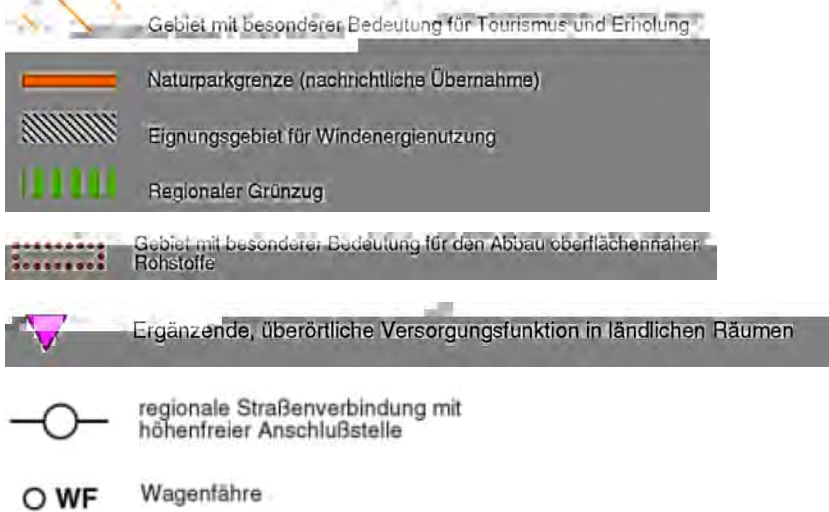 Gebiet mit besonderer Bedeutung für Tourismus und Erholung
Naturparkgrenze (nachrichtliche Übernahme)
Eignungsgebiet für Windenergienutzung
Regionaler Grünzug
Gebiet mit besonderer Bedeutung für den Abbau oberflächennaher
Rohstoffe
Ergänzende, überörtliche Versorgungsfunktion in ländlichen Räumen
regionale Straßenverbindung mit
höhenfreier Anschlußstelle
WF Wagenfähre